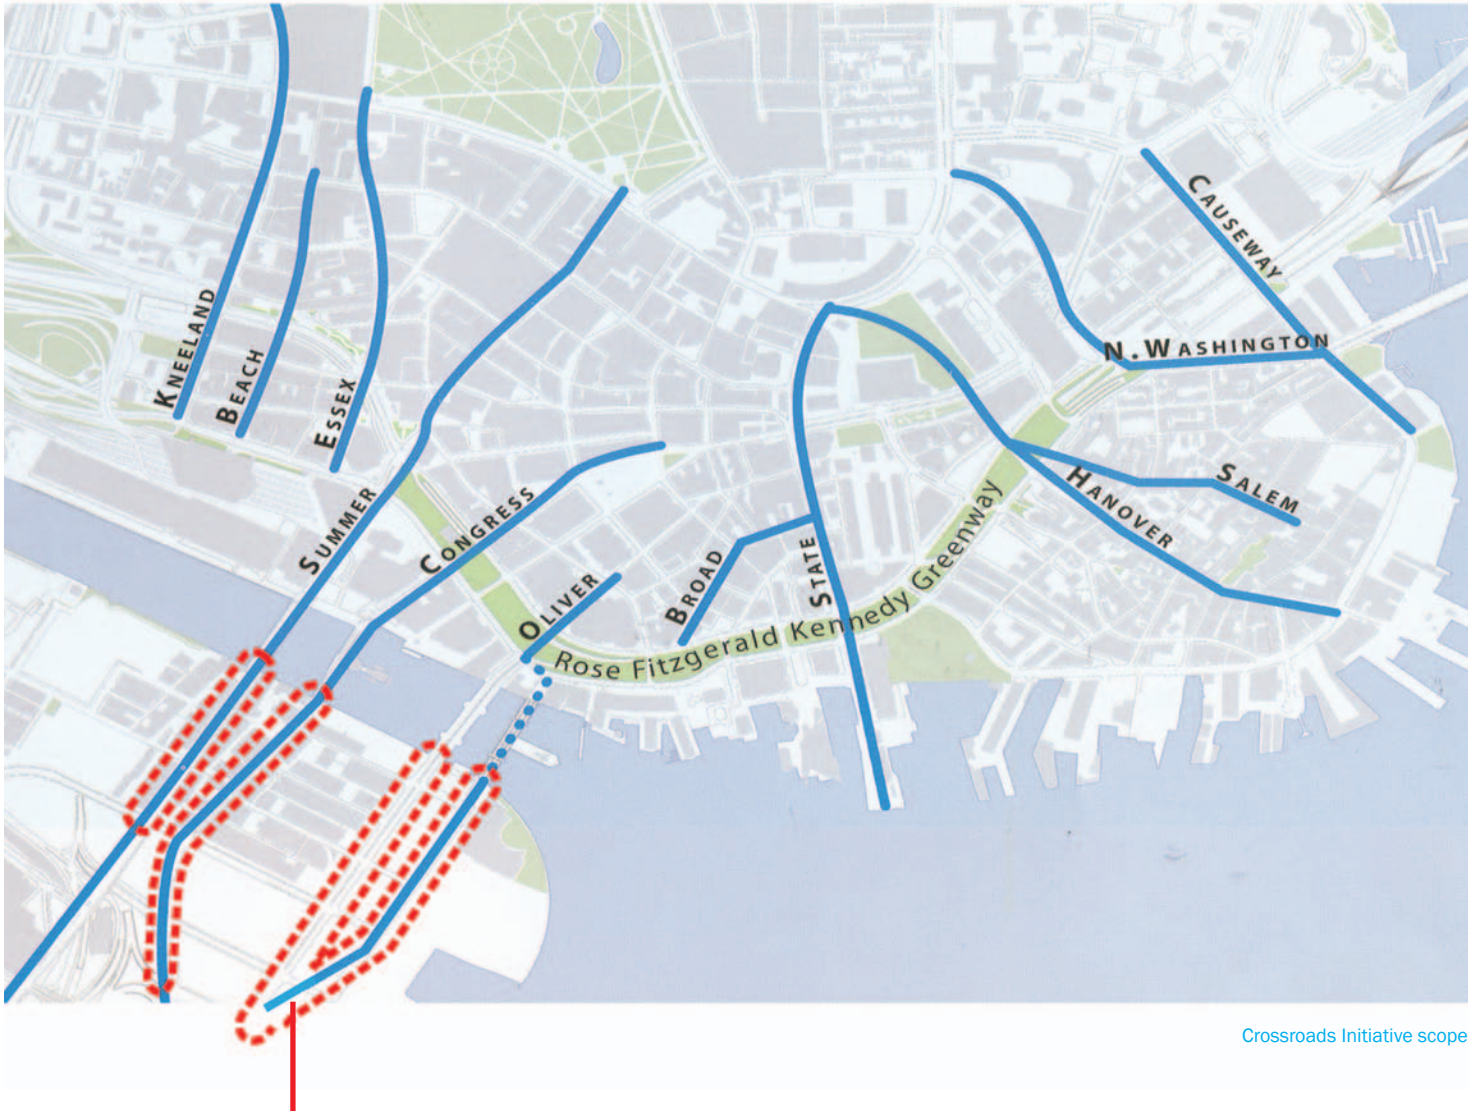 CAUSEWAY
KNEELAND
BEACH
ESSEX
N. WASHINGTON
SUMMER
CONGRESS
OLIVER
BROAD
STATE
HANOVER
SALEM
Rose Fitzgerald Kennedy Greenway
Crossroads Initiative scope